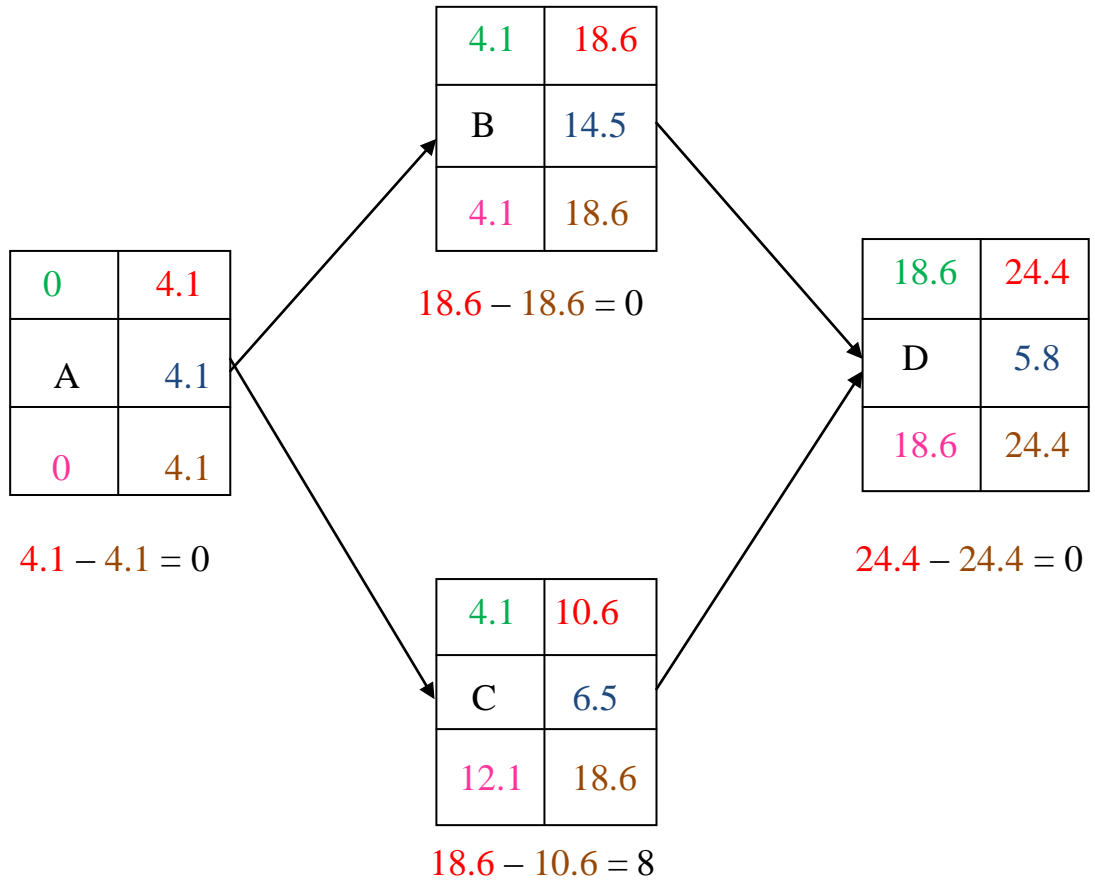 4.1 18.6
B 14.5
4.1 18.6
18.6 – 18.6 = 0
0 4.1
A 4.1
0 4.1
4.1 – 4.1 = 0
18.6 24.4
D 5.8
18.6 24.4
24.4 – 24.4 = 0
4.1 10.6
C 6.5
12.1 18.6
18.6 – 10.6 = 8